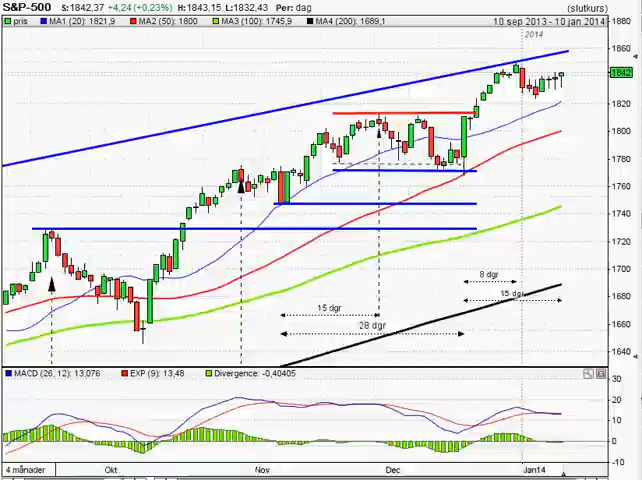 S&P-500 S:1842,37 +4,24 (+0,23%) H:1843,15 L:1832,43 Per: dag (slutkurs)
pris MA1 (20): 1821,9 MA2 (50): 1800 MA3 (100): 1745,9 MA4 (200): 1689,1 10 sep 2013 - 10 jan 2014
1880
2014
1860
1842
1820
1800
1780
1760
1740
1720
1700
8 dgr
15 dgr
1680
15 dgr
28 dgr
1660
1640
MACD (26, 12): 13,076 EXP (9): 13,48 Divergence: -0,40405
30
20
10
0
-10
4 månader Okt Nov Dec Jan14